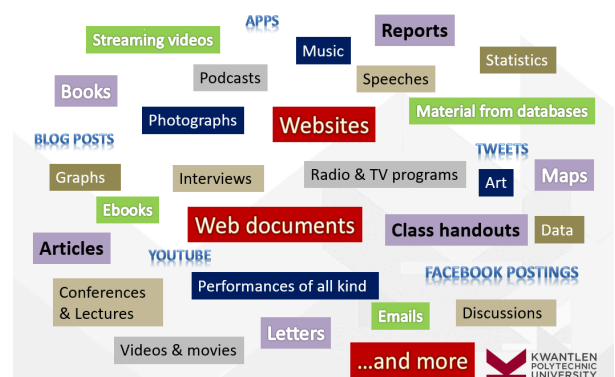 APPS
Streaming videos
Music
Reports
Statistics
Podcasts
Speeches
Books
Photographs
Websites
Material from databases
BLOG POSTS
TWEETS
Graphs
Interviews
Radio & TV programs
Art
Maps
Ebooks
Web documents
Class handouts
Data
Articles
YOUTUBE
Performances of all kind
FACEBOOK POSTINGS
Conferences
& Lectures
Emails
Discussions
Letters
Videos & movies
...and more
KWANTLEN
POLYTECHNIC
UNIVERSITY